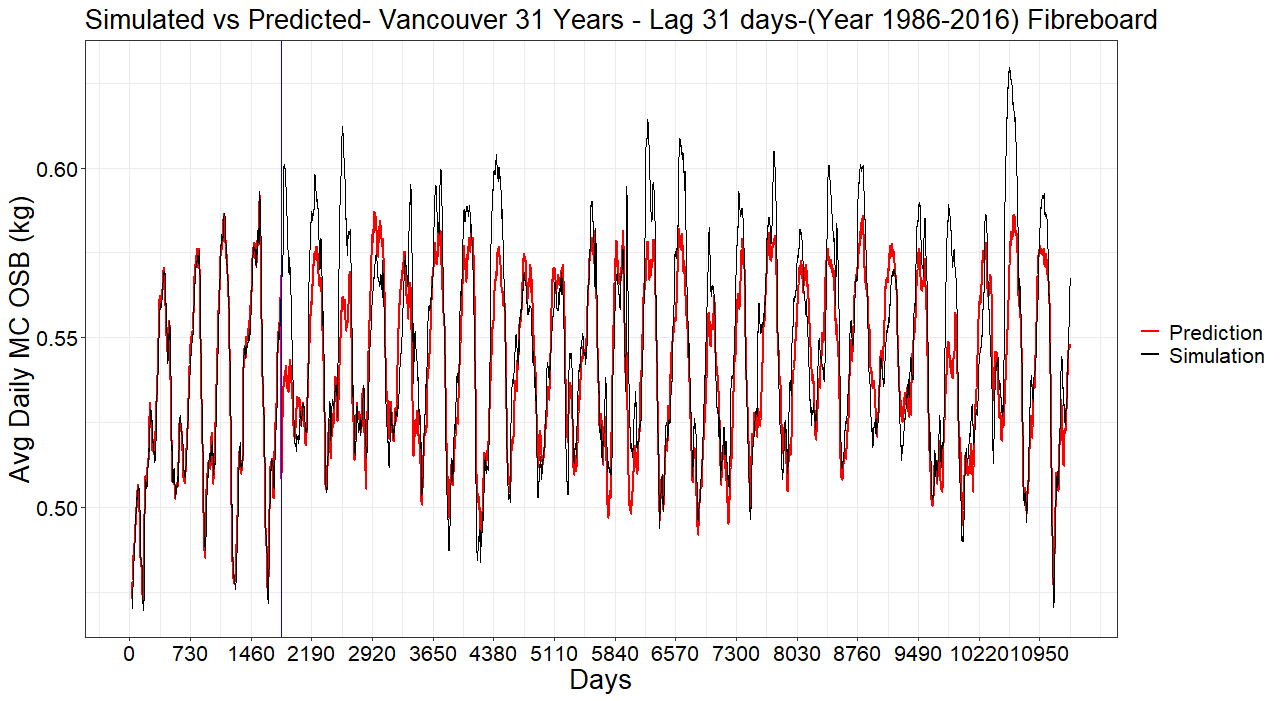 Simulated vs Predicted- Vancouver 31 Years - Lag 31 days-(Year 1986-2016) Fibreboard
Avg Daily MC OSB (kg)
0.60
0.55
0.50
Prediction
Simulation
0 730 1460 2190 2920 3650 4380 5110 5840 6570 7300 8030 8760 9490 10220 10950
Days